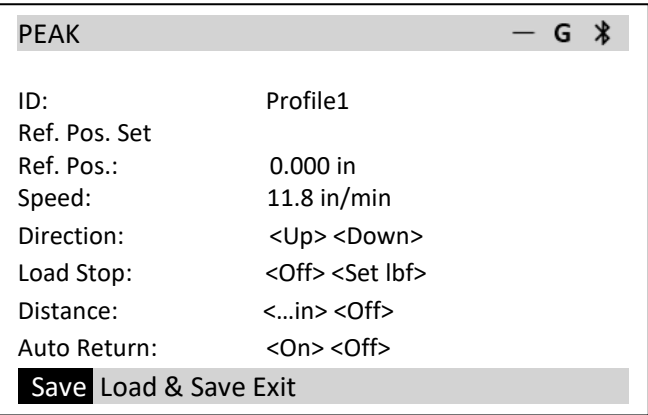 PEAK — G
ID: Profile1
Ref. Pos. Set
Ref. Pos.: 0.000 in
Speed: 11.8 in/min
Direction: <Up> <Down>
Load Stop: <Off> <Set lbf>
Distance: <…in> <Off>
Auto Return: <On> <Off>
Save Load & Save Exit